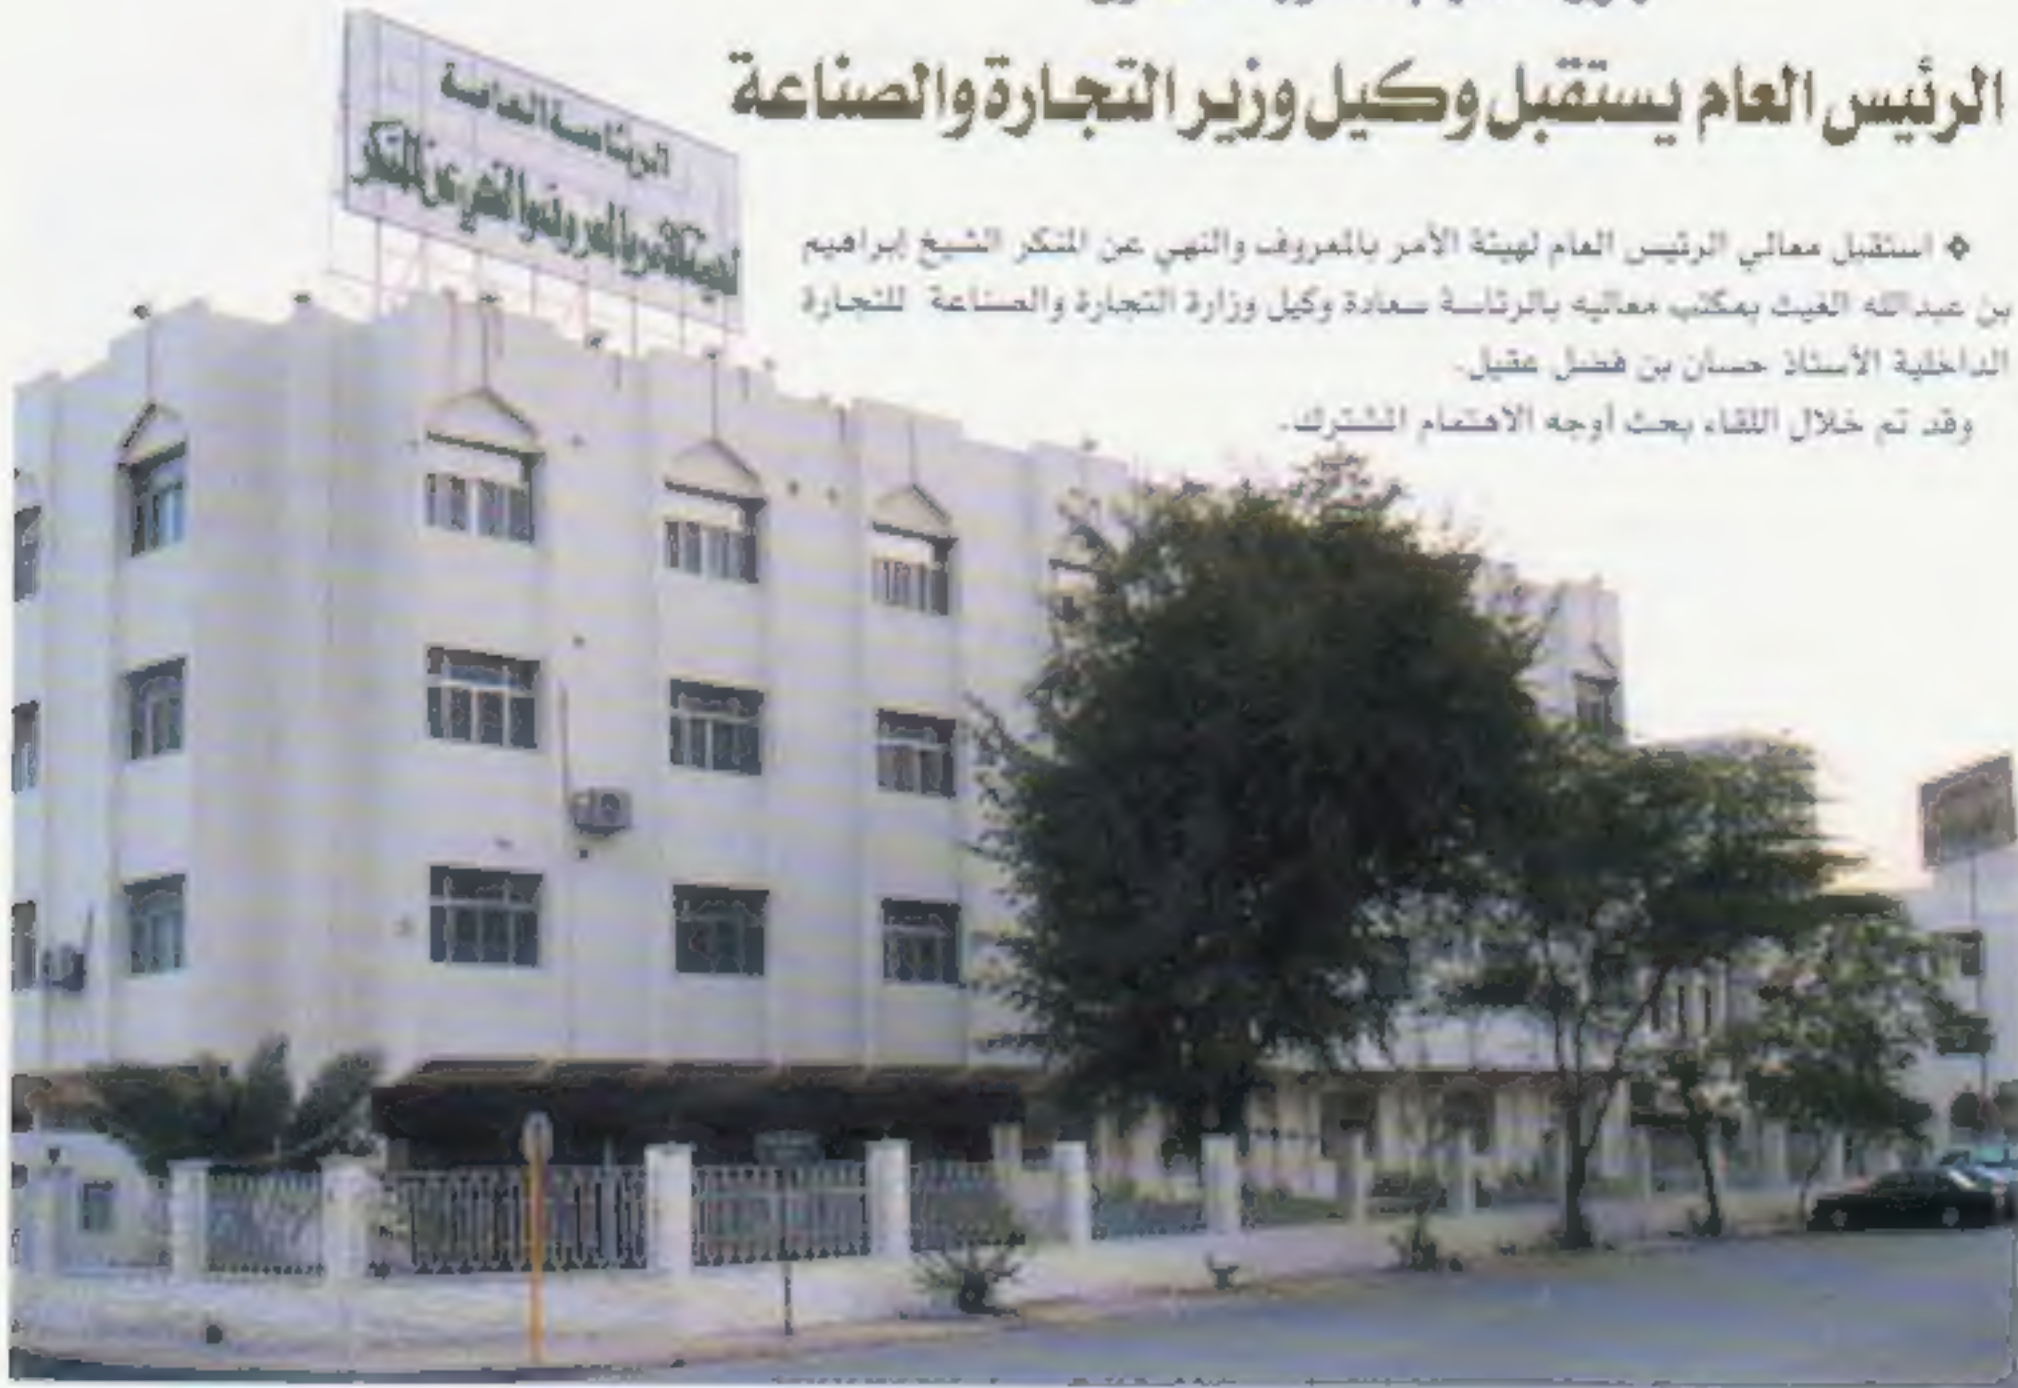 الرئيس العام يستقبل وكيل وزير التجارة والصناعة
❖ استقبل معالي الرئيس العام لهيئة الأمر بالمعروف والنهي عن المنكر الشيخ إبراهيم
بن عبدالله الغيث بمكتب معاليه بالرئاسة سعادة وكيل وزارة التجارة والصناعة للتجارة
الداخلية الأستاذ حسان بن فضل عقيل.
وقد تم خلال اللقاء بحث أوجه الاهتمام المشترك.
الرئاسة العامة
لهيئة الأمر بالمعروف والنهي عن المنكر